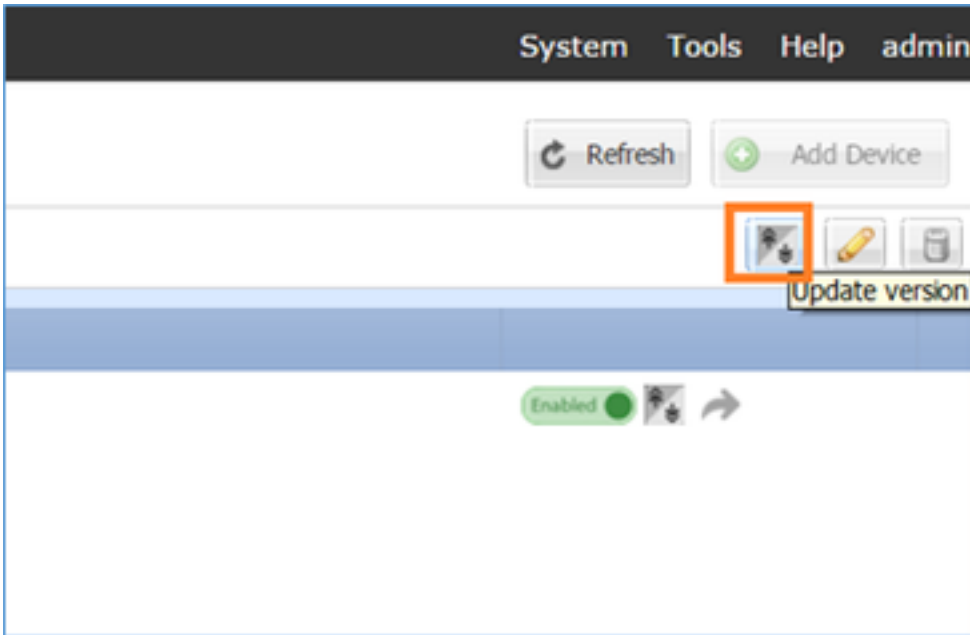 System Tools Help admin
Refresh Add Device
Update version
Enabled